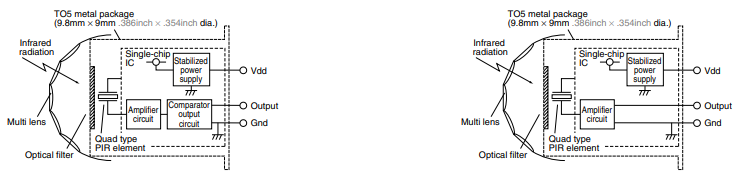 TO5 metal package
(9.8mm × 9mm .386inch × .354inch dia.)
Infrared
radiation
Single-chip
IC
Stabilized
power
supply
Vdd
Amplifier
circuit
Comparator
output
circuit
Output
Gnd
Multi lens
Quad type
PIR element
Optical filter
TO5 metal package
(9.8mm × 9mm .386inch × .354inch dia.)
Infrared
radiation
Single-chip
IC
Stabilized
power
supply
Vdd
Amplifier
circuit
Output
Gnd
Multi lens
Quad type
PIR element
Optical filter